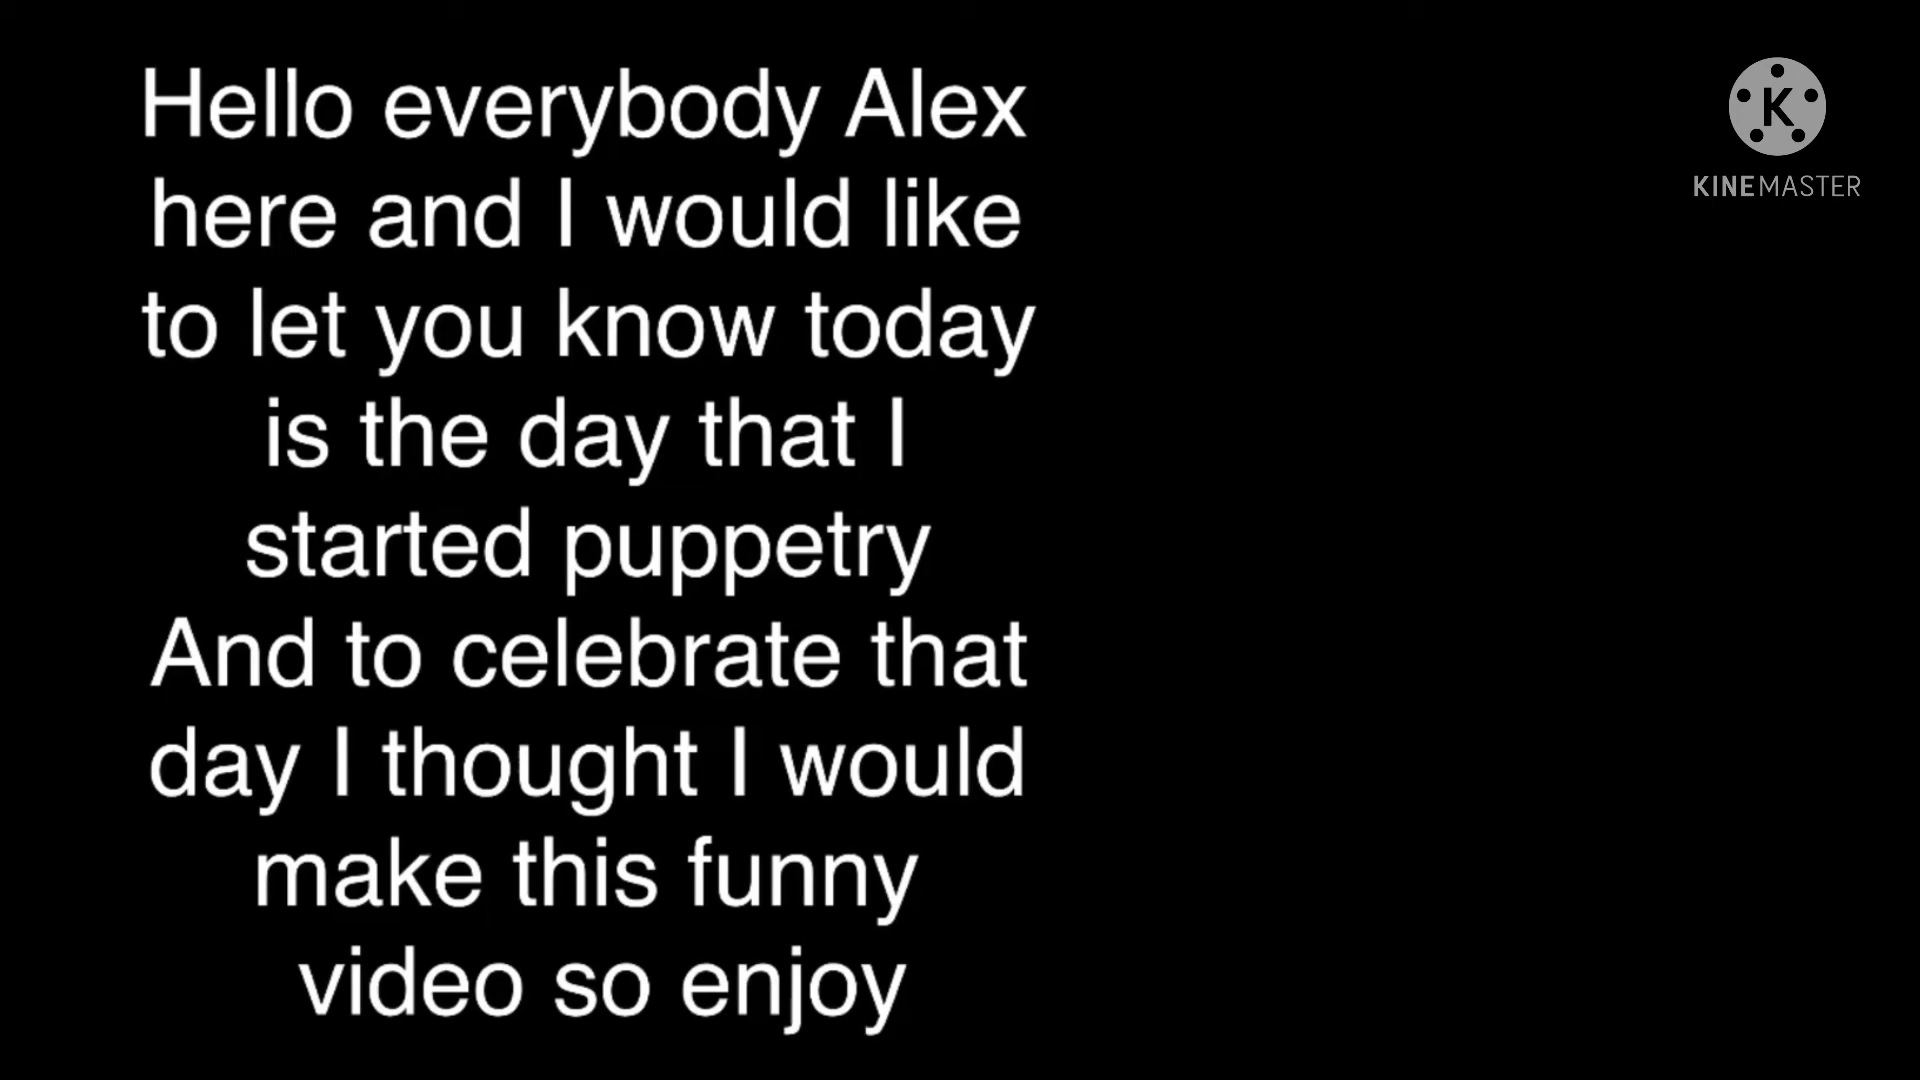 Hello everybody Alex
here and I would like
to let you know today
is the day that I
started puppetry
And to celebrate that
day I thought I would
make this funny
video so enjoy
K
KINEMASTER